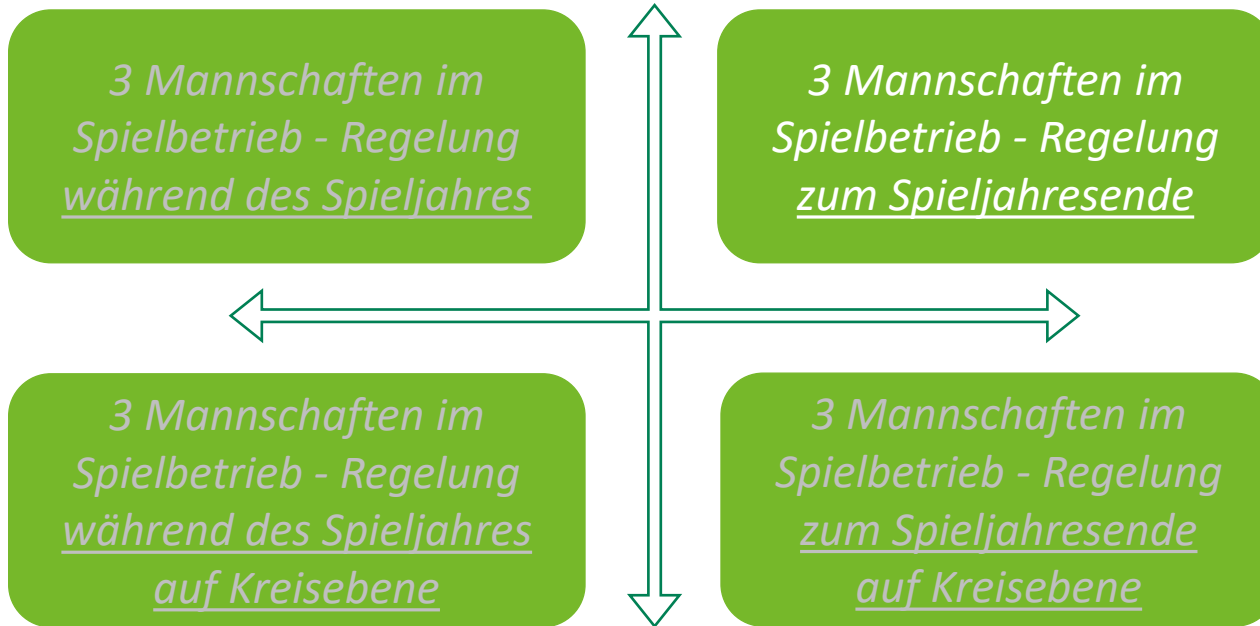 3 Mannschaften im
Spielbetrieb - Regelung
während des Spieljahres
3 Mannschaften im
Spielbetrieb - Regelung
zum Spieljahresende
3 Mannschaften im
Spielbetrieb - Regelung
während des Spieljahres
auf Kreisebene
3 Mannschaften im
Spielbetrieb - Regelung
zum Spieljahresende
auf Kreisebene